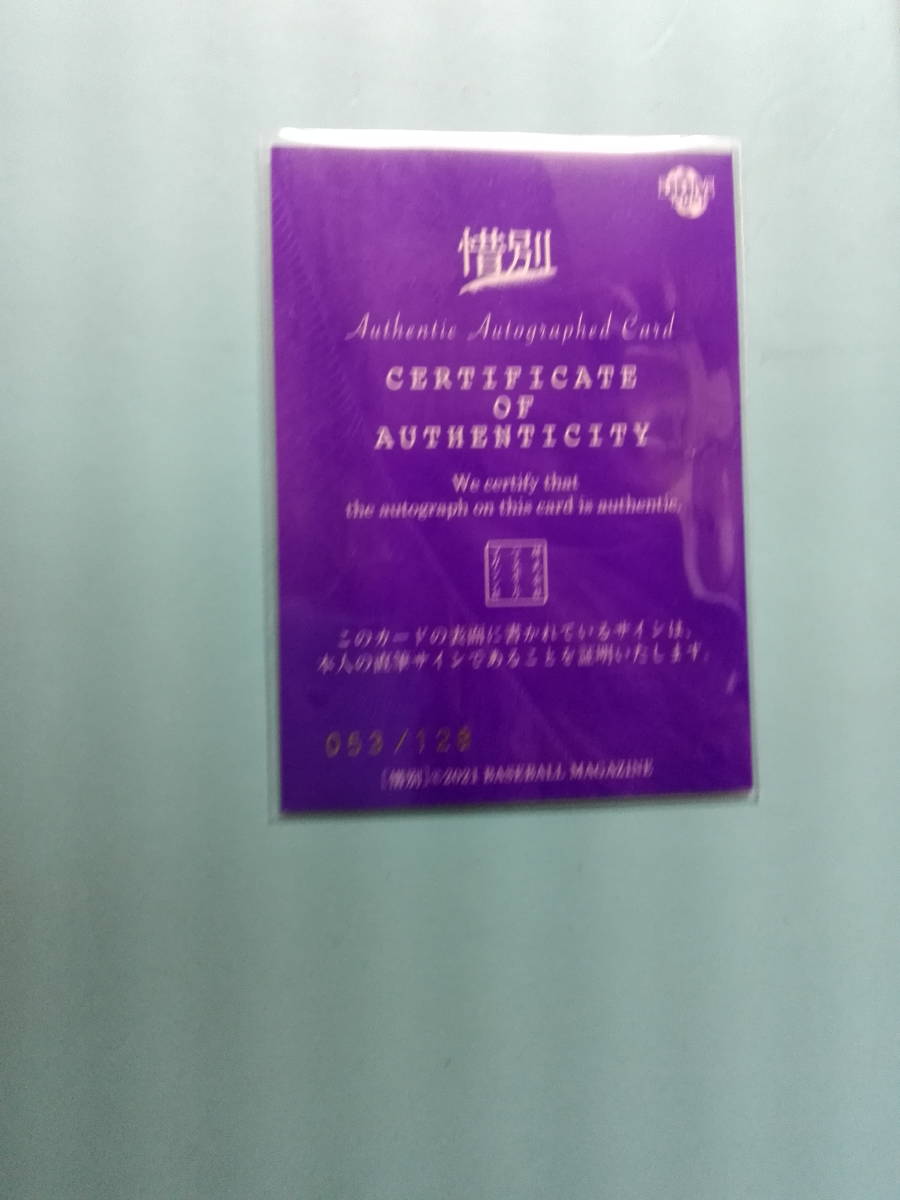 惜別
Authentic Autographed Card
CERTIFICATE
OF
AUTHENTICITY
We certify that
the autograph on this card is authentic.
このカードの表面に書かれているサインは、
本人の直筆サインであることを証明いたします。
053/128
[惜別]©2021 BASEBALL MAGAZINE